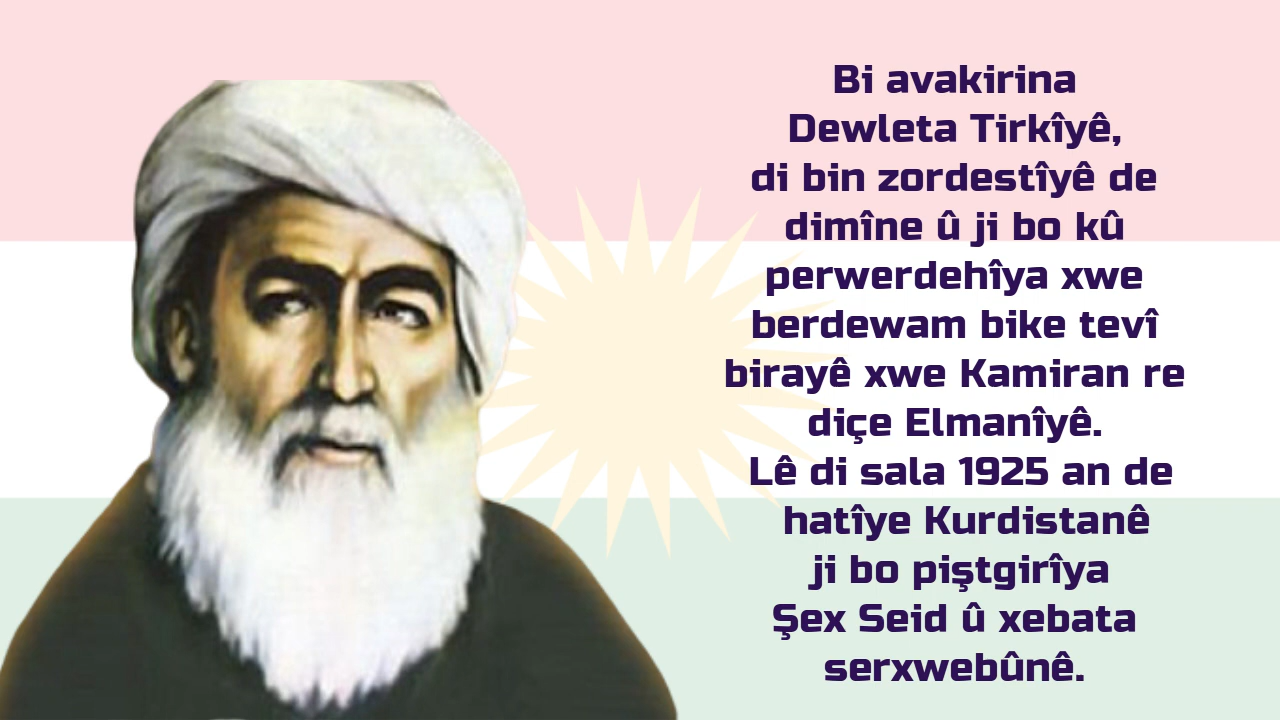 Bi avakirina
Dewleta Tirkîyê,
di bin zordestîyê de
dimîne û ji bo kû
perwerdehîya xwe
berdewam bike tevî
birayê xwe Kamiran re
diçe Elmanîyê.
Lê di sala 1925 an de
hatîye Kurdistanê
ji bo piştgirîya
Şex Seid û xebata
serxwebûnê.